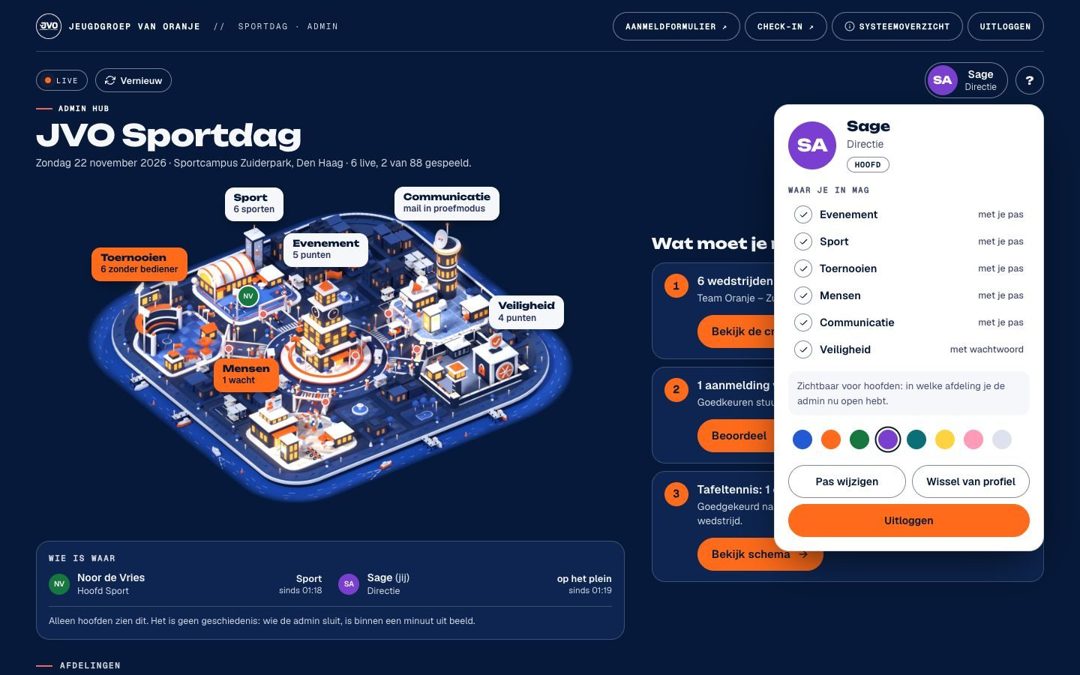 JVO JEUGDGROEP VAN ORANJE // SPORTDAG · ADMIN
AANMELDFORMULIER ↗
CHECK-IN ↗
SYSTEEMOVERZICHT
UITLOGGEN
LIVE
Vernieuw
SA
Sage
Directie
?
ADMIN HUB
JVO Sportdag
Zondag 22 november 2026 · Sportcampus Zuiderpark, Den Haag · 6 live, 2 van 88 gespeeld.
Sport
6 sporten
Communicatie
mail in proefmodus
Evenement
5 punten
Toernooien
6 zonder bediener
NV
Veiligheid
4 punten
Mensen
1 wacht
Wat moet je
1
6 wedstrijden
Team Oranje –
Bekijk de
2
1 aanmelding
Goedkeuren
Beoordeel
3
Tafeltennis: 1
Goedgekeurd
wedstrijd.
Bekijk schema →
SA
Sage
Directie
HOOFD
WAAR JE IN MAG
Evenement met je pas
Sport met je pas
Toernooien met je pas
Mensen met je pas
Communicatie met je pas
Veiligheid met wachtwoord
Zichtbaar voor hoofden: in welke afdeling je de
admin nu open hebt.
Pas wijzigen
Wissel van profiel
Uitloggen
WIE IS WAAR
NV
Noor de Vries
Hoofd Sport
Sport
sinds 01:18
SA
Sage (jij)
Directie
op het plein
sinds 01:19
Alleen hoofden zien dit. Het is geen geschiedenis: wie de admin sluit, is binnen een minuut uit beeld.
AFDELINGEN